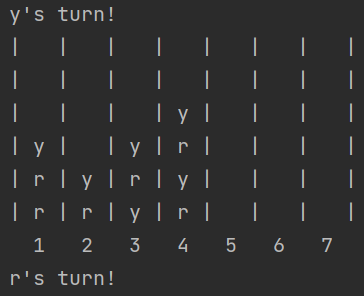 y's turn!
|   |   |   |   |   |   |   |
|   |   |   |   |   |   |   |
|   |   |   | y |   |   |   |
| y |   | y | r |   |   |   |
| r | y | r | y |   |   |   |
| r | r | y | r |   |   |   |
  1   2   3   4   5   6   7
r's turn!